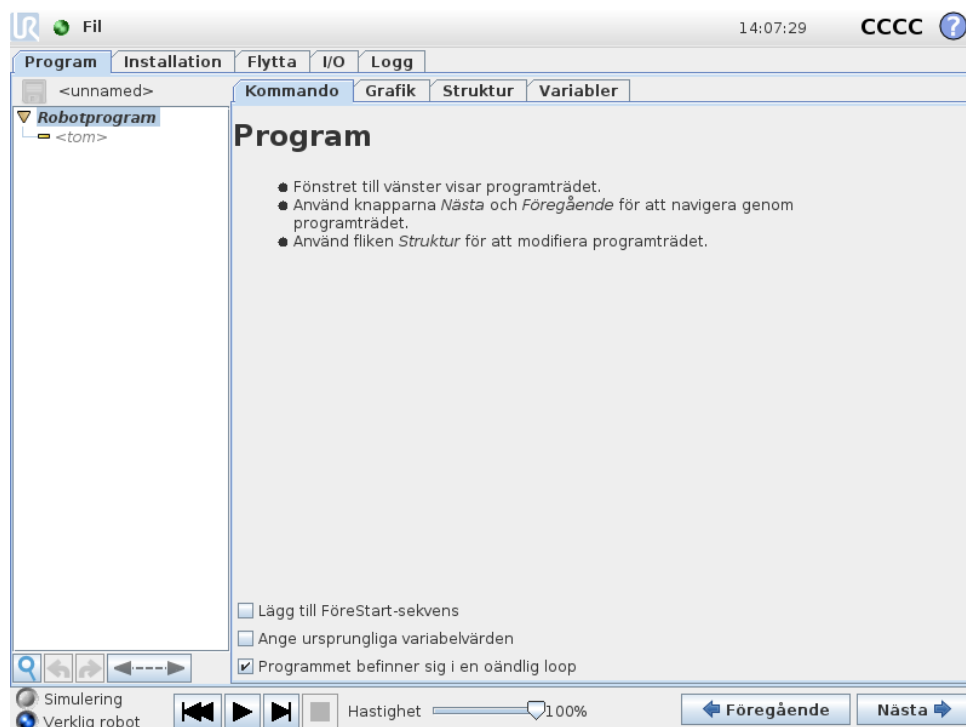 UR Fil 14:07:29 CCCC ?
Program Installation Flytta I/O Logg
<unnamed> Kommando Grafik Struktur Variabler
Robotprogram
<tom>
Program
Fönstret till vänster visar programträdet.
Använd knapparna Nästa och Föregående för att navigera genom
programträdet.
Använd fliken Struktur för att modifiera programträdet.
Lägg till FöreStart-sekvens
Ange ursprungliga variabelvärden
Programmet befinner sig i en oändlig loop
Simulering
Verklig robot
Hastighet 100% Föregående Nästa